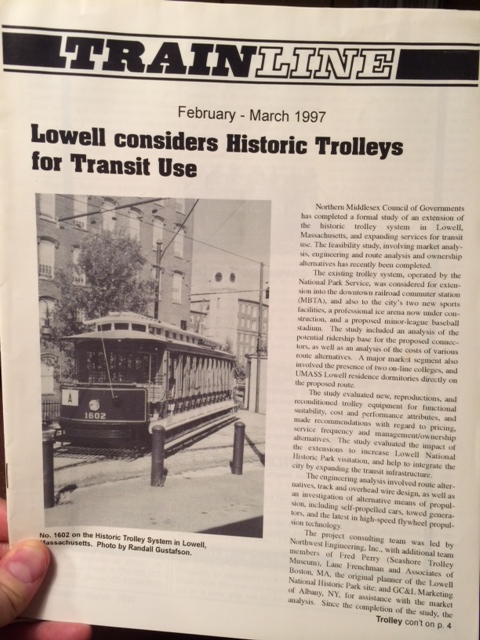 TRAINLINE
February - March 1997
Lowell considers Historic Trolleys
for Transit Use
A
1602
No. 1602 on the Historic Trolley System in Lowell,
Massachusetts. Photo by Randall Gustafson.
Northern Middlesex Council of Governments
has completed a formal study of an extension of
the historic trolley system in Lowell,
Massachusetts, and expanding services for transit
use. The feasibility study, involving market analy-
sis, engineering and route analysis and ownership
alternatives has recently been completed.
The existing trolley system, operated by the
National Park Service, was considered for exten-
sion into the downtown railroad commuter station
(MBTA), and also to the city's two new sports
facilities, a professional ice arena now under con-
struction, and a proposed minor-league baseball
stadium. The study included an analysis of the
potential ridership base for the proposed connec-
tors, as well as an analysis of the costs of various
route alternatives. A major market segment also
involved the presence of two on-line colleges, and
UMASS Lowell residence dormitories directly on
the proposed route.
The study evaluated new, reproductions, and
reconditioned trolley equipment for functional
suitability, cost and performance attributes, and
made recommendations with regard to pricing,
service frequency and management/ownership
alternatives. The study evaluated the impact of
the extensions to increase Lowell National
Historic Park visitation, and help to integrate the
city by expanding the transit infrastructure.
The engineering analysis involved route alter-
natives, track and overhead wire design, as well as
an investigation of alternative means of propul-
sion, including self-propelled cars, towed genera-
tors, and the latest in high-speed flywheel propul-
sion technology.
The project consulting team was led by
Northwest Engineering, Inc., with additional team
members of Fred Perry (Seashore Trolley
Museum), Lane Frenchman and Associates of
Boston, MA, the original planner of the Lowell
National Historic Park site; and GC&L Marketing
of Albany, NY, for assistance with the market
analysis. Since the completion of the study, the
Trolley con't on p. 4